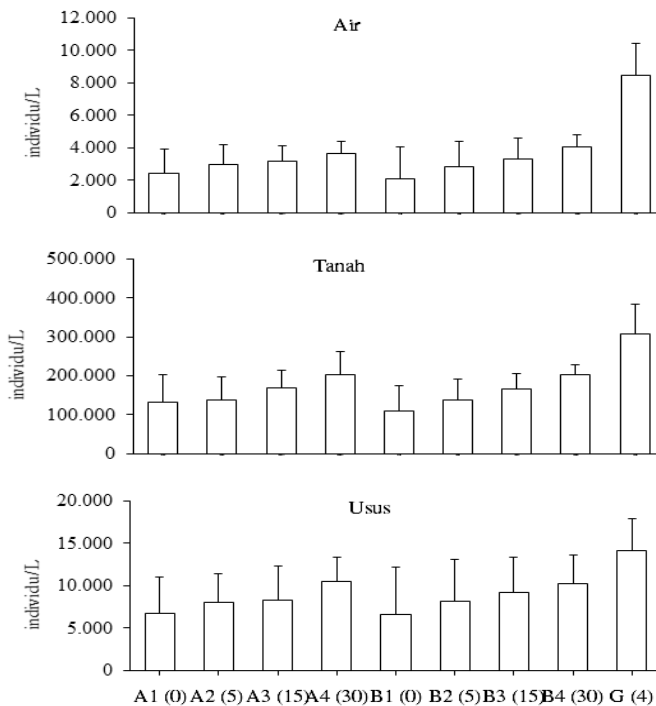 Air
individu/L
12.000
10.000
8.000
6.000
4.000
2.000
0
Tanah
individu/L
500.000
400.000
300.000
200.000
100.000
0
Usus
individu/L
20.000
15.000
10.000
5.000
0
A1 (0) A2 (5) A3 (15) A4 (30) B1 (0) B2 (5) B3 (15) B4 (30) G (4)